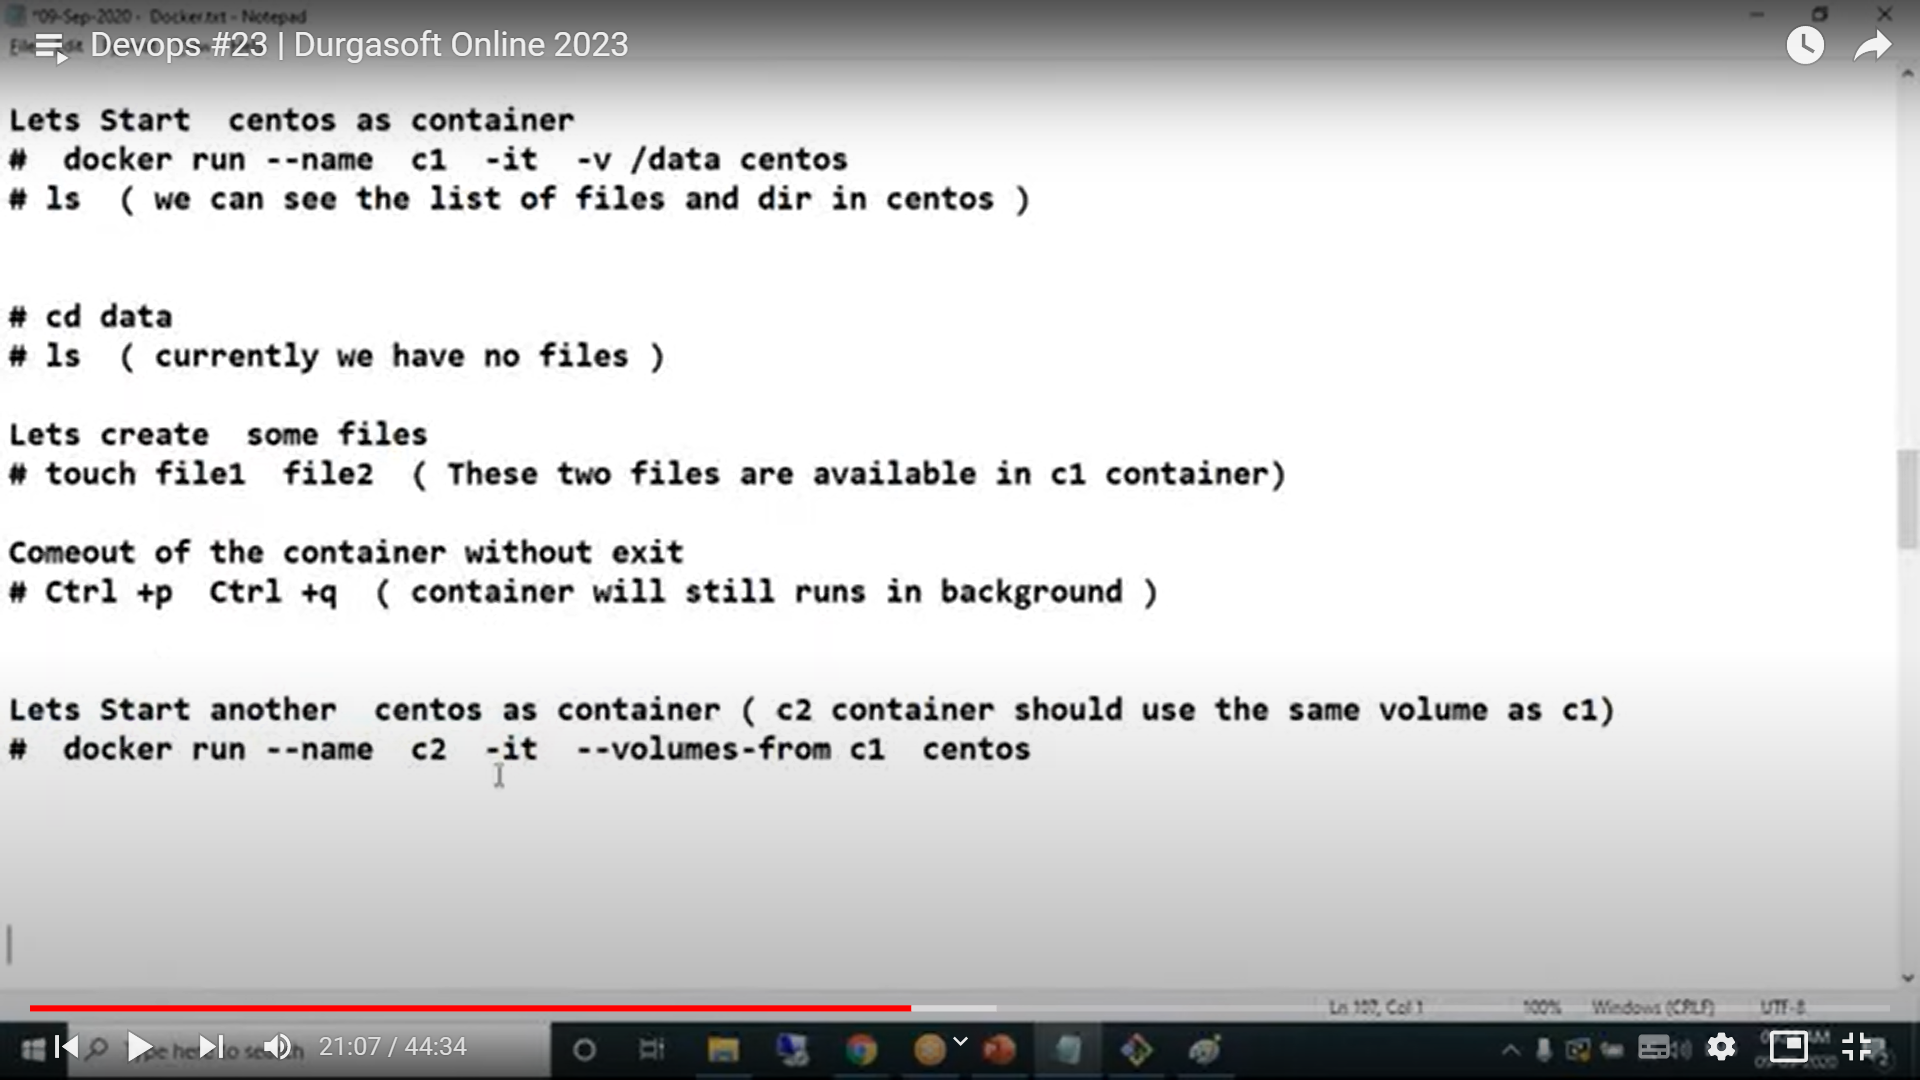 *09-Sep-2020 - Docker.txt - Notepad
Devops #23 | Durgasoft Online 2023
Lets Start  centos as container
#  docker run --name  c1  -it  -v /data centos
# ls  ( we can see the list of files and dir in centos )
# cd data
# ls  ( currently we have no files )
Lets create  some files
# touch file1  file2  ( These two files are available in c1 container)
Comeout of the container without exit
# Ctrl +p  Ctrl +q  ( container will still runs in background )
Lets Start another  centos as container ( c2 container should use the same volume as c1)
#  docker run --name  c2  -it  --volumes-from c1  centos
Ln 107, Col 1 100% Windows (CRLF) UTF-8
Type here to search 21:07 / 44:34